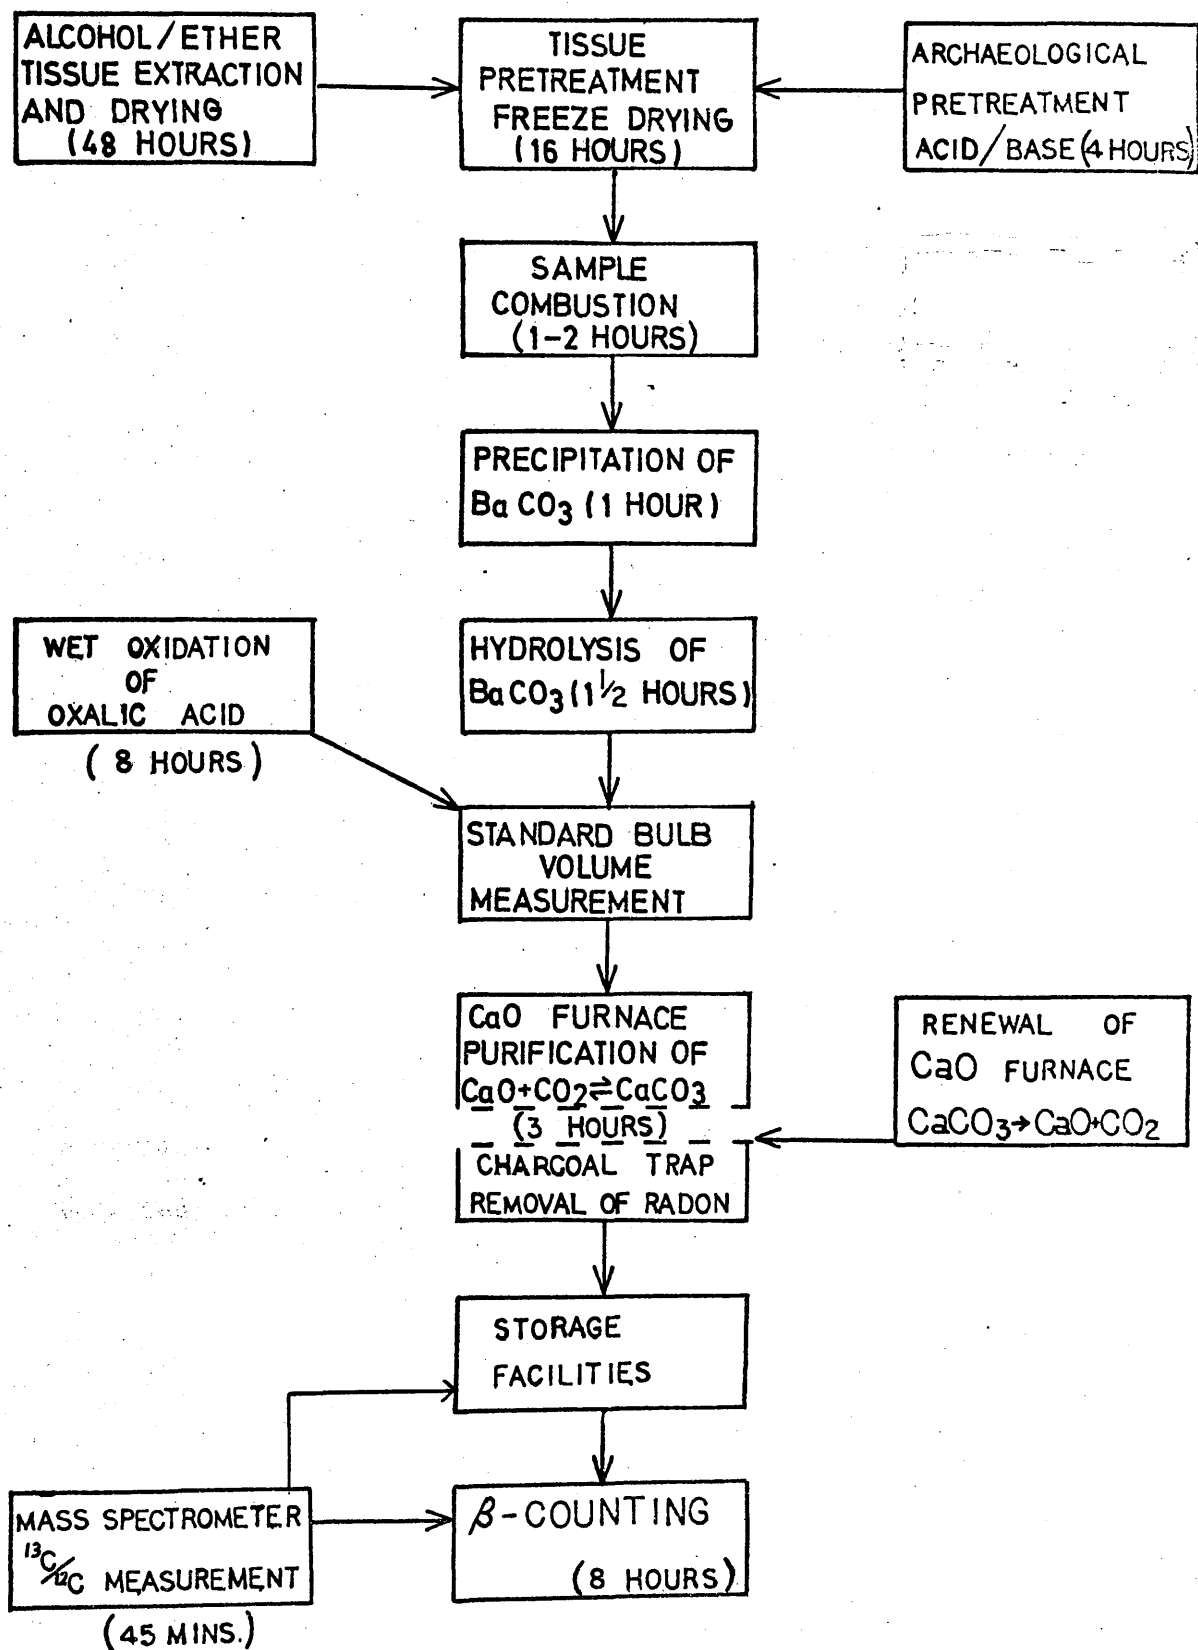 ALCOHOL/ETHER
TISSUE EXTRACTION
AND DRYING
(48 HOURS)
TISSUE
PRETREATMENT
FREEZE DRYING
(16 HOURS)
ARCHAEOLOGICAL
PRETREATMENT
ACID/BASE (4 HOURS)
SAMPLE
COMBUSTION
(1-2 HOURS)
PRECIPITATION OF
BaCO₃ (1 HOUR)
WET OXIDATION
OF
OXALIC ACID
(8 HOURS)
HYDROLYSIS OF
BaCO₃ (1½ HOURS)
STANDARD BULB
VOLUME
MEASUREMENT
CaO FURNACE
PURIFICATION OF
CaO+CO₂⇌CaCO₃
(3 HOURS)
CHARCOAL TRAP
REMOVAL OF RADON
RENEWAL OF
CaO FURNACE
CaCO₃→CaO+CO₂
STORAGE
FACILITIES
MASS SPECTROMETER
¹³C/¹²C MEASUREMENT
(45 MINS.)
β-COUNTING
(8 HOURS)